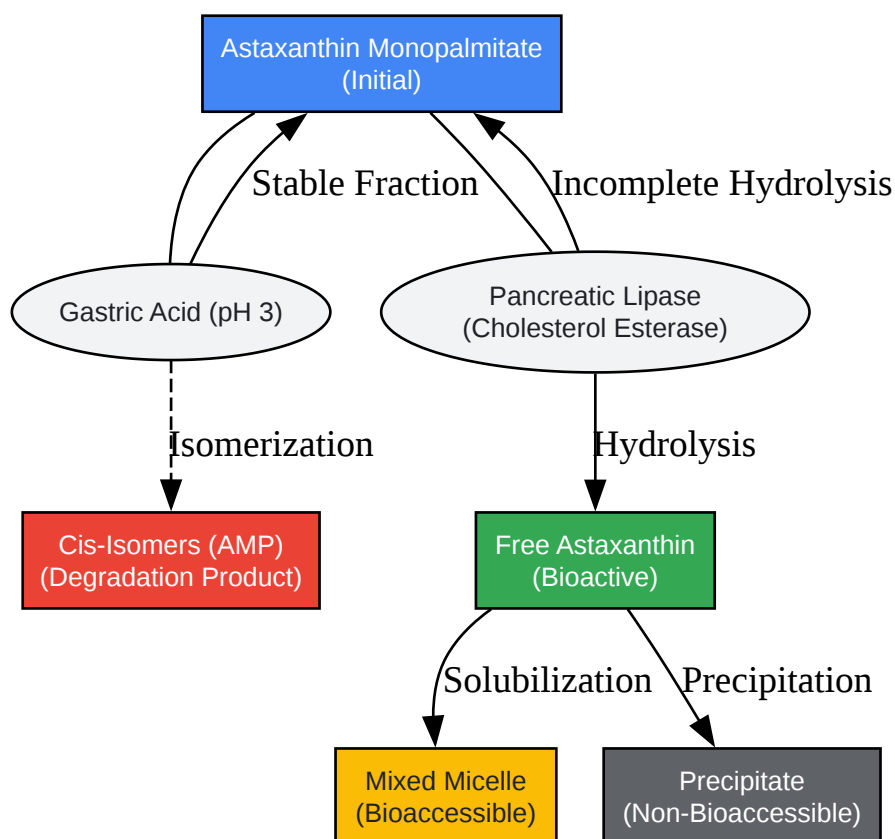 Astaxanthin Monopalmitate
(Initial)
Stable Fraction
Incomplete Hydrolysis
Gastric Acid (pH 3)
Pancreatic Lipase
(Cholesterol Esterase)
Isomerization
Hydrolysis
Cis-Isomers (AMP)
(Degradation Product)
Free Astaxanthin
(Bioactive)
Solubilization
Precipitation
Mixed Micelle
(Bioaccessible)
Precipitate
(Non-Bioaccessible)